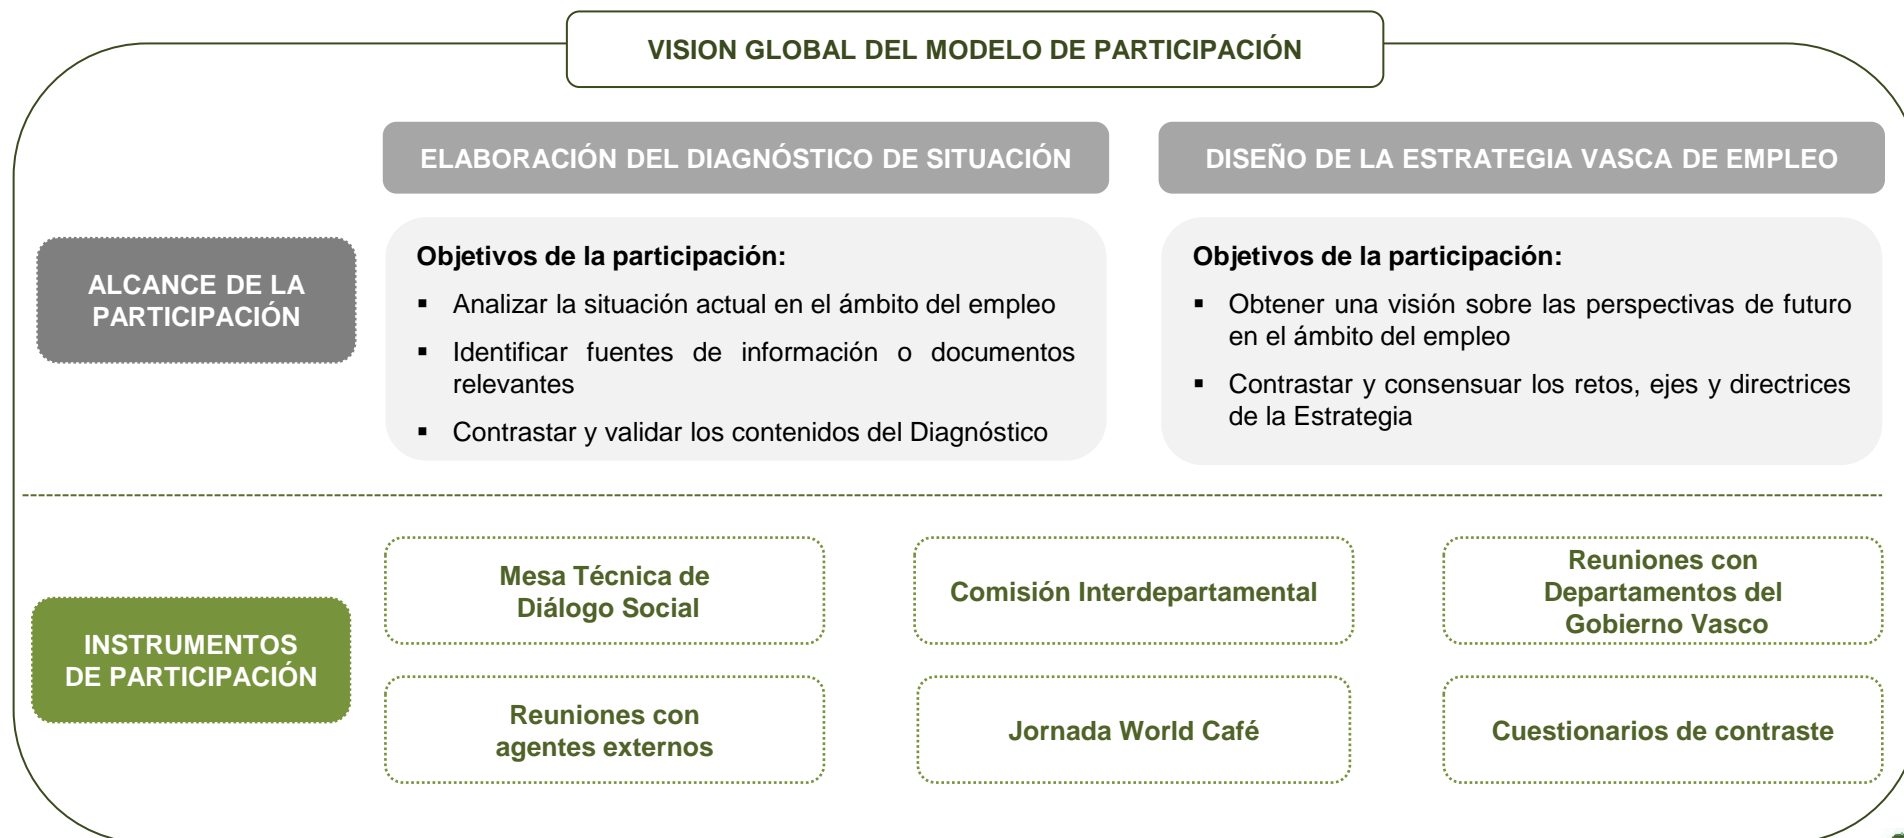 VISION GLOBAL DEL MODELO DE PARTICIPACIÓN
ELABORACIÓN DEL DIAGNÓSTICO DE SITUACIÓN
DISEÑO DE LA ESTRATEGIA VASCA DE EMPLEO
ALCANCE DE LA
PARTICIPACIÓN
Objetivos de la participación:
▪ Analizar la situación actual en el ámbito del empleo
▪ Identificar fuentes de información o documentos
relevantes
▪ Contrastar y validar los contenidos del Diagnóstico
Objetivos de la participación:
▪ Obtener una visión sobre las perspectivas de futuro
en el ámbito del empleo
▪ Contrastar y consensuar los retos, ejes y directrices
de la Estrategia
INSTRUMENTOS
DE PARTICIPACIÓN
Mesa Técnica de
Diálogo Social
Comisión Interdepartamental
Reuniones con
Departamentos del
Gobierno Vasco
Reuniones con
agentes externos
Jornada World Café
Cuestionarios de contraste